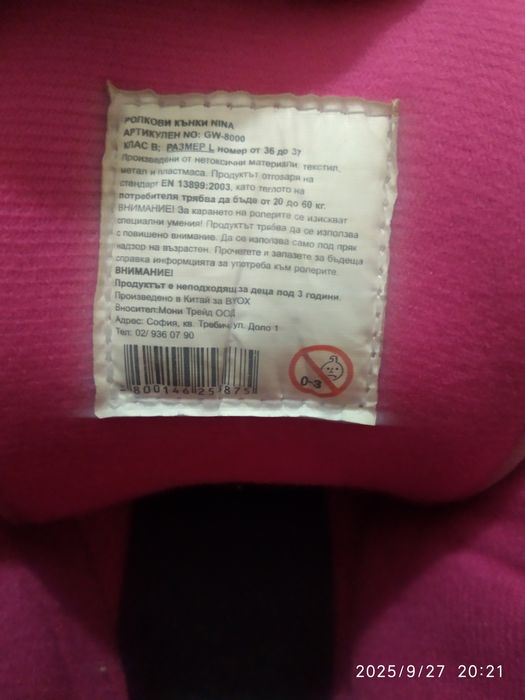 РОЛКОВИ КЪНКИ NINA
АРТИКУЛЕН NO: GW-8000
КЛАС B; РАЗМЕР L номер от 36 до 37
Произведени от нетоксични материали: текстил,
метал и пластмаса. Продуктът отговаря на
стандарт EN 13899:2003, като теглото на
потребителя трябва да бъде от 20 до 60 кг.
ВНИМАНИЕ! За карането на ролерите се изискват
специални умения! Продуктът трябва да се използва
с повишено внимание. Да се използва само под пряк
надзор на възрастен. Прочетете и запазете за бъдеща
справка информцията за употреба към ролерите.
ВНИМАНИЕ!
Продуктът е неподходящ за деца под 3 години.
Произведено в Китай за BYOX
Вносител:Мони Трейд ООД
Адрес: София, кв. Требич ул. Доло 1
Тел: 02/ 936 07 90
800146 25 875
0-3
2025/9/27 20:21